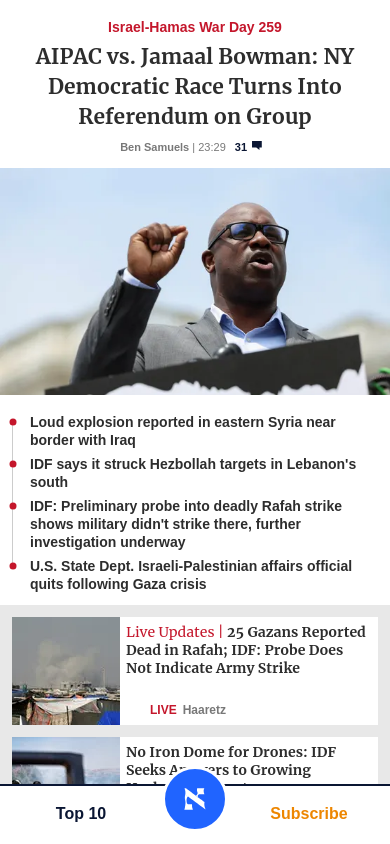 Israel-Hamas War Day 259
AIPAC vs. Jamaal Bowman: NY
Democratic Race Turns Into
Referendum on Group
Ben Samuels | 23:29 31
Loud explosion reported in eastern Syria near
border with Iraq
IDF says it struck Hezbollah targets in Lebanon's
south
IDF: Preliminary probe into deadly Rafah strike
shows military didn't strike there, further
investigation underway
U.S. State Dept. Israeli-Palestinian affairs official
quits following Gaza crisis
Live Updates | 25 Gazans Reported
Dead in Rafah; IDF: Probe Does
Not Indicate Army Strike
LIVE Haaretz
No Iron Dome for Drones: IDF
Seeks to Growing
Top 10
Subscribe